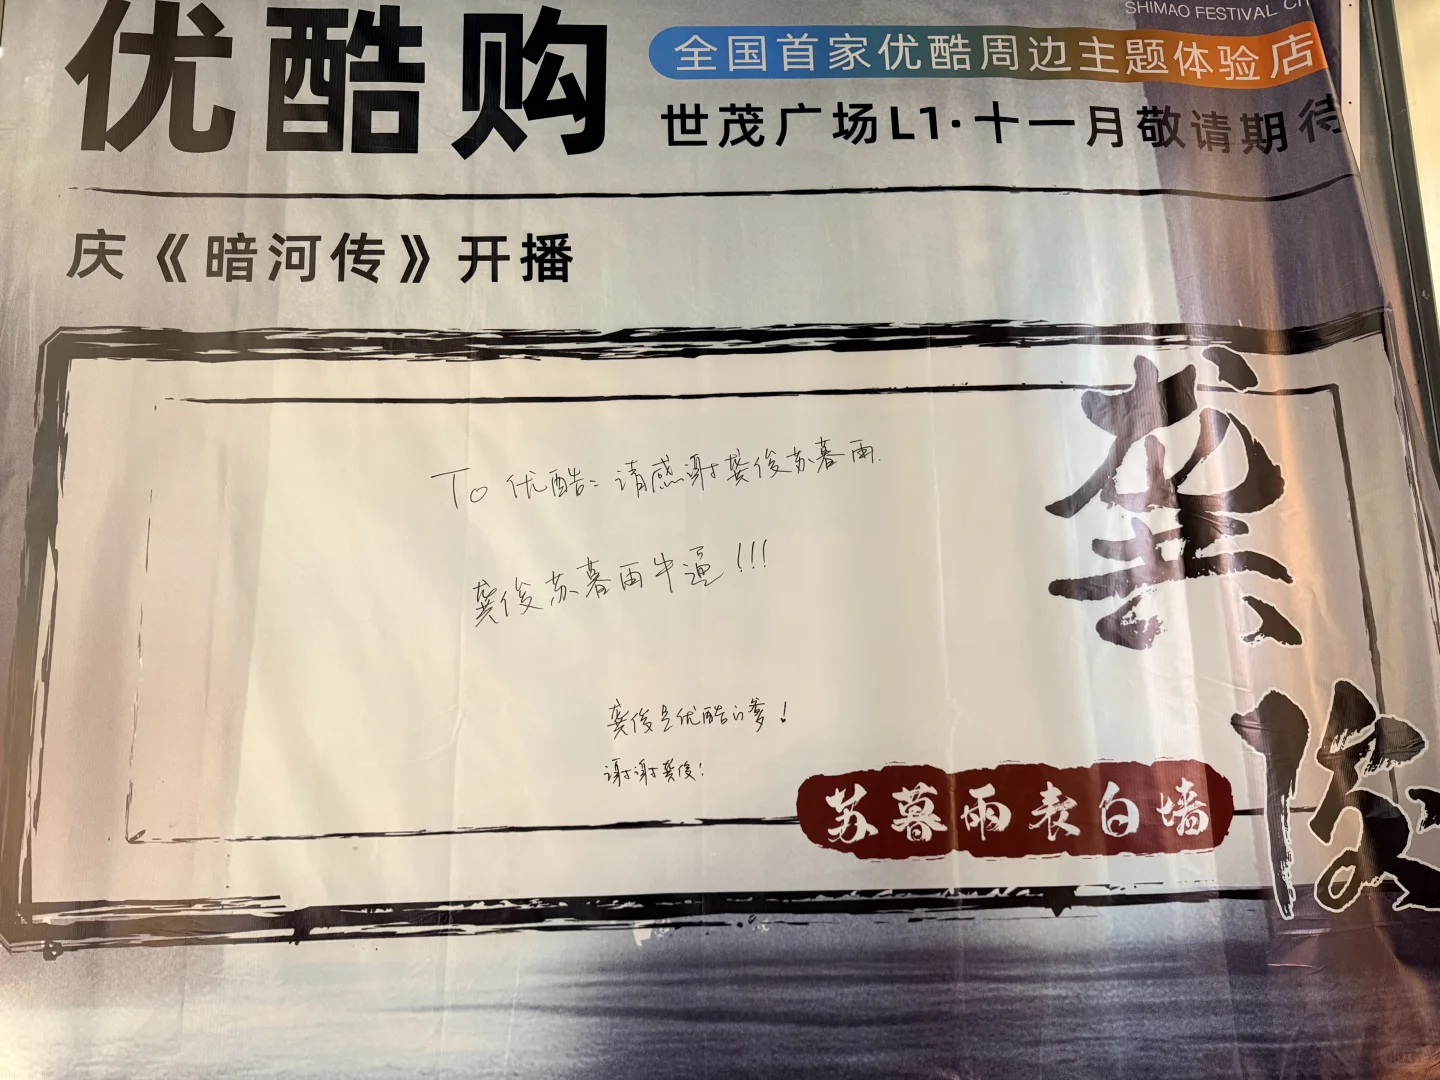 SHIMAO FESTIVAL
优酷购
全国首家优酷周边主题体验店
世茂广场L1·十一月敬请期待
庆《暗河传》开播
To 优酷：请感谢龚俊苏暮雨.
龚俊苏暮雨牛逼!!!
龚俊是优酷的爹！
谢谢龚俊！
龚俊
苏暮雨表白墙